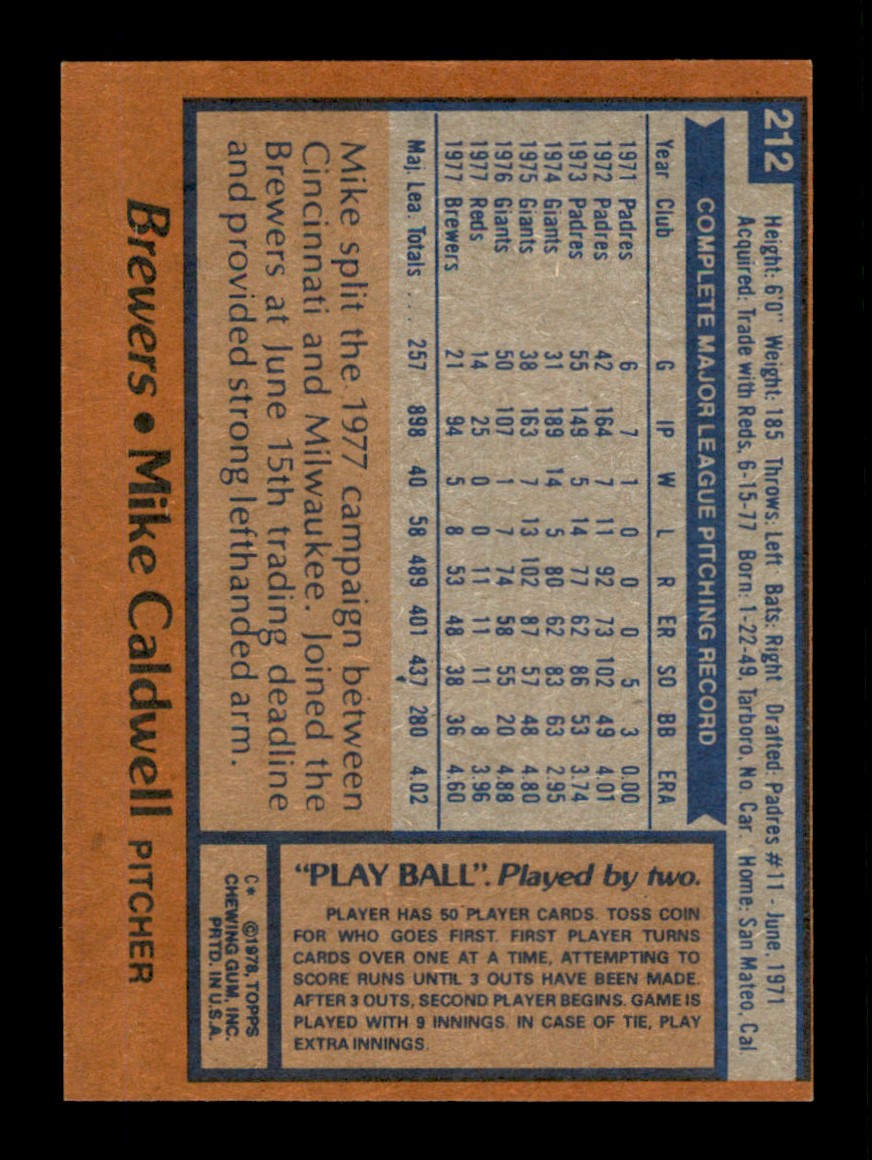 212
Height: 6'0" Weight: 185 Throws: Left Bats: Right Drafted: Padres #11 - June, 1971
Acquired: Trade with Reds, 6-15-77 Born: 1-22-49, Tarboro, No. Car. Home: San Mateo, Cal
COMPLETE MAJOR LEAGUE PITCHING RECORD
Year Club G IP W L R ER SO BB ERA
1971 Padres 6 7 1 0 0 0 5 3 0.00
1972 Padres 42 164 7 11 92 73 102 49 4.01
1973 Padres 55 149 5 14 77 62 86 53 3.74
1974 Giants 31 189 14 5 80 62 83 63 2.95
1975 Giants 38 163 7 13 102 87 57 48 4.80
1976 Giants 50 107 1 7 74 58 55 20 4.88
1977 Reds 14 25 0 0 11 11 11 8 3.96
1977 Brewers 21 94 5 8 53 48 38 36 4.60
Maj. Lea. Totals .... 257 898 40 58 489 401 437 280 4.02
Mike split the 1977 campaign between
Cincinnati and Milwaukee. Joined the
Brewers at June 15th trading deadline
and provided strong lefthanded arm.
Brewers • Mike Caldwell PITCHER
"PLAY BALL". Played by two.
PLAYER HAS 50 PLAYER CARDS. TOSS COIN
FOR WHO GOES FIRST. FIRST PLAYER TURNS
CARDS OVER ONE AT A TIME, ATTEMPTING TO
SCORE RUNS UNTIL 3 OUTS HAVE BEEN MADE.
AFTER 3 OUTS, SECOND PLAYER BEGINS. GAME IS
PLAYED WITH 9 INNINGS. IN CASE OF TIE, PLAY
EXTRA INNINGS.
C* ©1978, TOPPS
CHEWING GUM, INC.
PRTD. IN U.S.A.